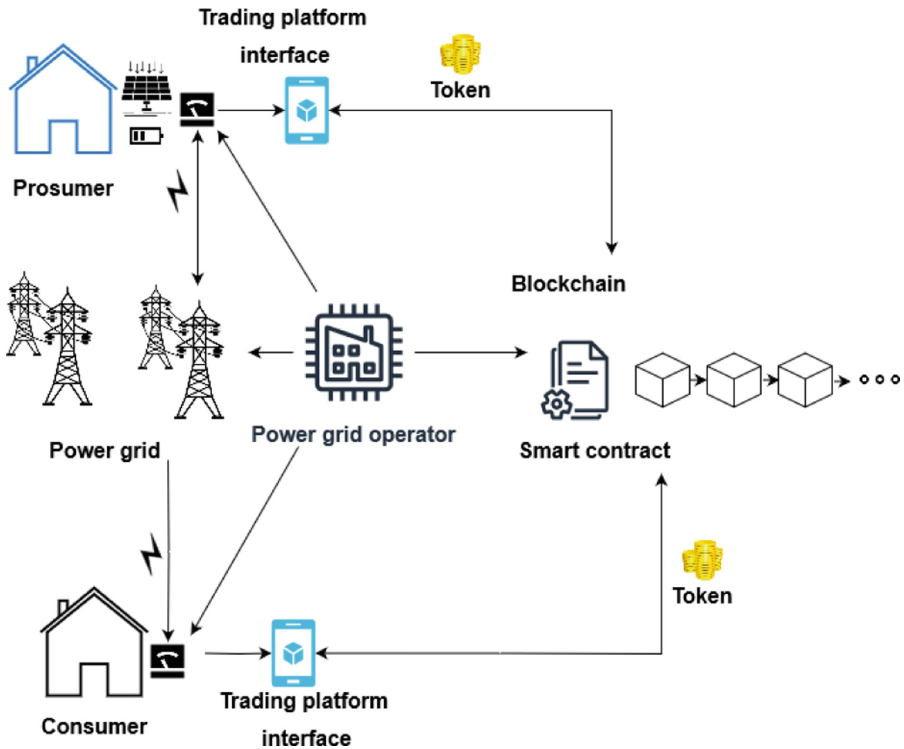 Trading platform
interface
Token
Prosumer
Blockchain
Power grid operator
Power grid
Smart contract
Token
Consumer
Trading platform
interface